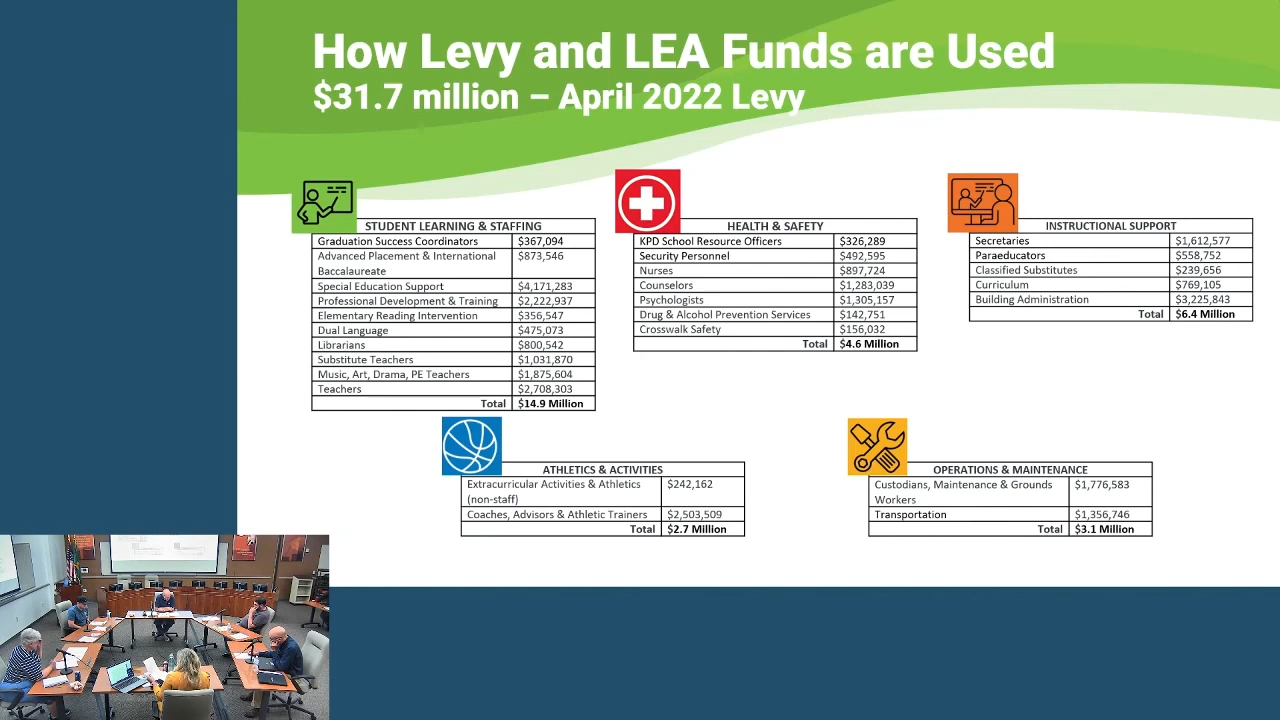 How Levy and LEA Funds are Used
$31.7 million – April 2022 Levy
STUDENT LEARNING & STAFFING
Graduation Success Coordinators $367,094
Advanced Placement & International $873,546
Baccalaureate
Special Education Support $4,171,283
Professional Development & Training $2,222,937
Elementary Reading Intervention $356,547
Dual Language $475,073
Librarians $800,542
Substitute Teachers $1,031,870
Music, Art, Drama, PE Teachers $1,875,604
Teachers $2,708,303
Total $14.9 Million
HEALTH & SAFETY
KPD School Resource Officers $326,289
Security Personnel $492,595
Nurses $897,724
Counselors $1,283,039
Psychologists $1,305,157
Drug & Alcohol Prevention Services $142,751
Crosswalk Safety $156,032
Total $4.6 Million
INSTRUCTIONAL SUPPORT
Secretaries $1,612,577
Paraeducators $558,752
Classified Substitutes $239,656
Curriculum $769,105
Building Administration $3,225,843
Total $6.4 Million
ATHLETICS & ACTIVITIES
Extracurricular Activities & Athletics $242,162
(non-staff)
Coaches, Advisors & Athletic Trainers $2,503,509
Total $2.7 Million
OPERATIONS & MAINTENANCE
Custodians, Maintenance & Grounds $1,776,583
Workers
Transportation $1,356,746
Total $3.1 Million